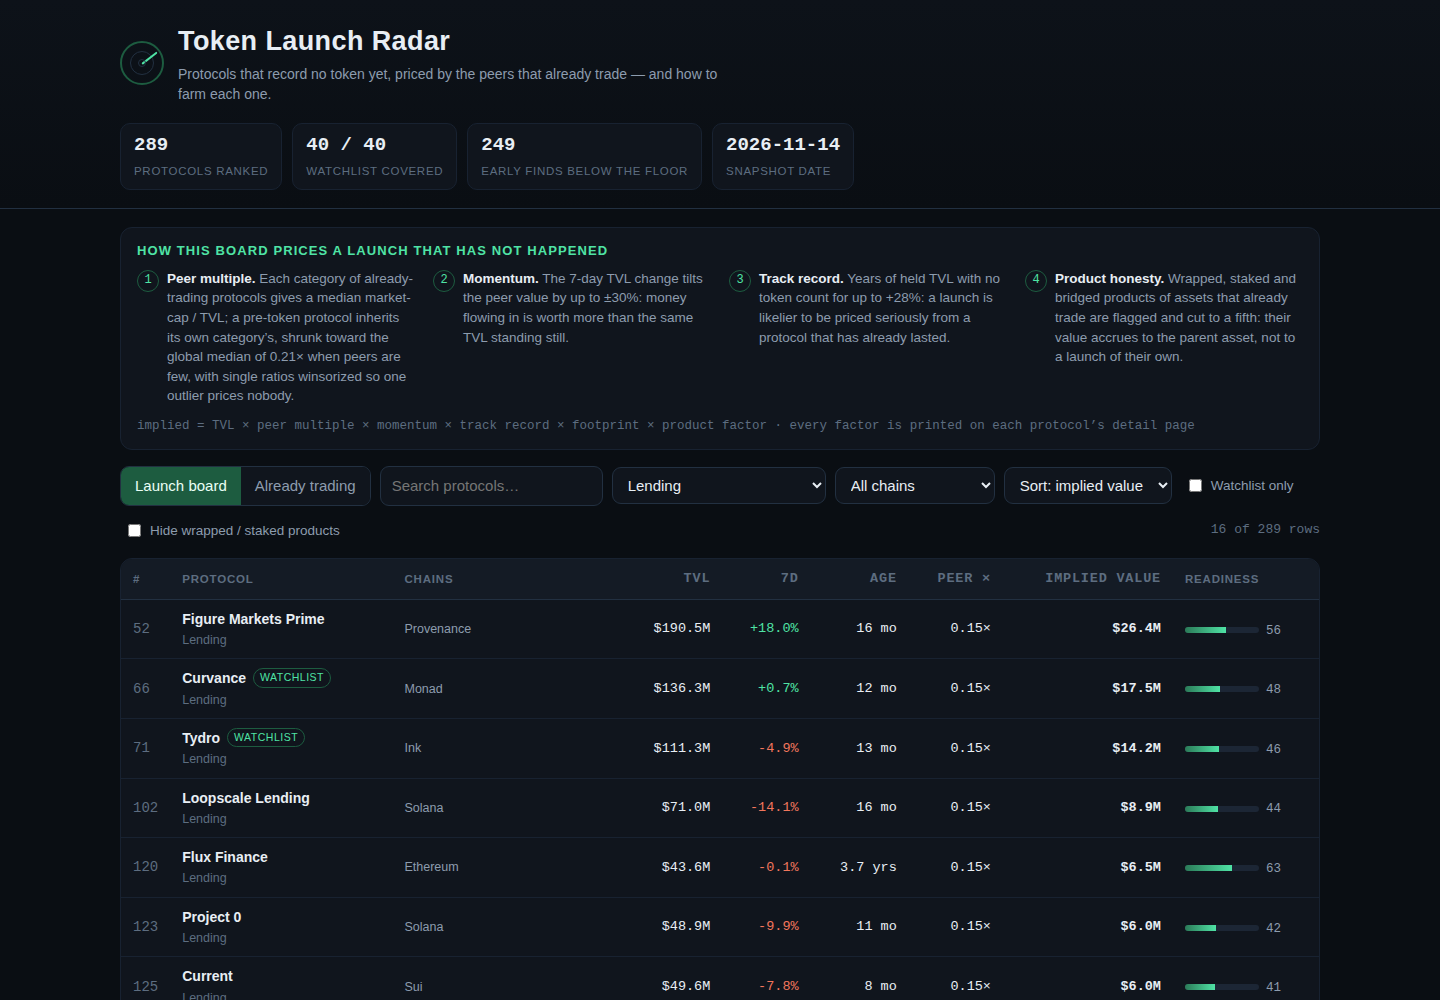 Token Launch Radar
Protocols that record no token yet, priced by the peers that already trade — and how to
farm each one.
289
PROTOCOLS RANKED
40 / 40
WATCHLIST COVERED
249
EARLY FINDS BELOW THE FLOOR
2026-11-14
SNAPSHOT DATE
HOW THIS BOARD PRICES A LAUNCH THAT HAS NOT HAPPENED
1 Peer multiple. Each category of already-
trading protocols gives a median market-
cap / TVL; a pre-token protocol inherits
its own category’s, shrunk toward the
global median of 0.21× when peers are
few, with single ratios winsorized so one
outlier prices nobody.
2 Momentum. The 7-day TVL change tilts
the peer value by up to ±30%: money
flowing in is worth more than the same
TVL standing still.
3 Track record. Years of held TVL with no
token count for up to +28%: a launch is
likelier to be priced seriously from a
protocol that has already lasted.
4 Product honesty. Wrapped, staked and
bridged products of assets that already
trade are flagged and cut to a fifth: their
value accrues to the parent asset, not to
a launch of their own.
implied = TVL × peer multiple × momentum × track record × footprint × product factor · every factor is printed on each protocol’s detail page
Launch board Already trading Search protocols… Lending All chains Sort: implied value Watchlist only
Hide wrapped / staked products 16 of 289 rows
# PROTOCOL CHAINS TVL 7D AGE PEER × IMPLIED VALUE READINESS
52 Figure Markets Prime Lending Provenance $190.5M +18.0% 16 mo 0.15× $26.4M 56
66 Curvance WATCHLIST Lending Monad $136.3M +0.7% 12 mo 0.15× $17.5M 48
71 Tydro WATCHLIST Lending Ink $111.3M -4.9% 13 mo 0.15× $14.2M 46
102 Loopscale Lending Lending Solana $71.0M -14.1% 16 mo 0.15× $8.9M 44
120 Flux Finance Lending Ethereum $43.6M -0.1% 3.7 yrs 0.15× $6.5M 63
123 Project 0 Lending Solana $48.9M -9.9% 11 mo 0.15× $6.0M 42
125 Current Lending Sui $49.6M -7.8% 8 mo 0.15× $6.0M 41